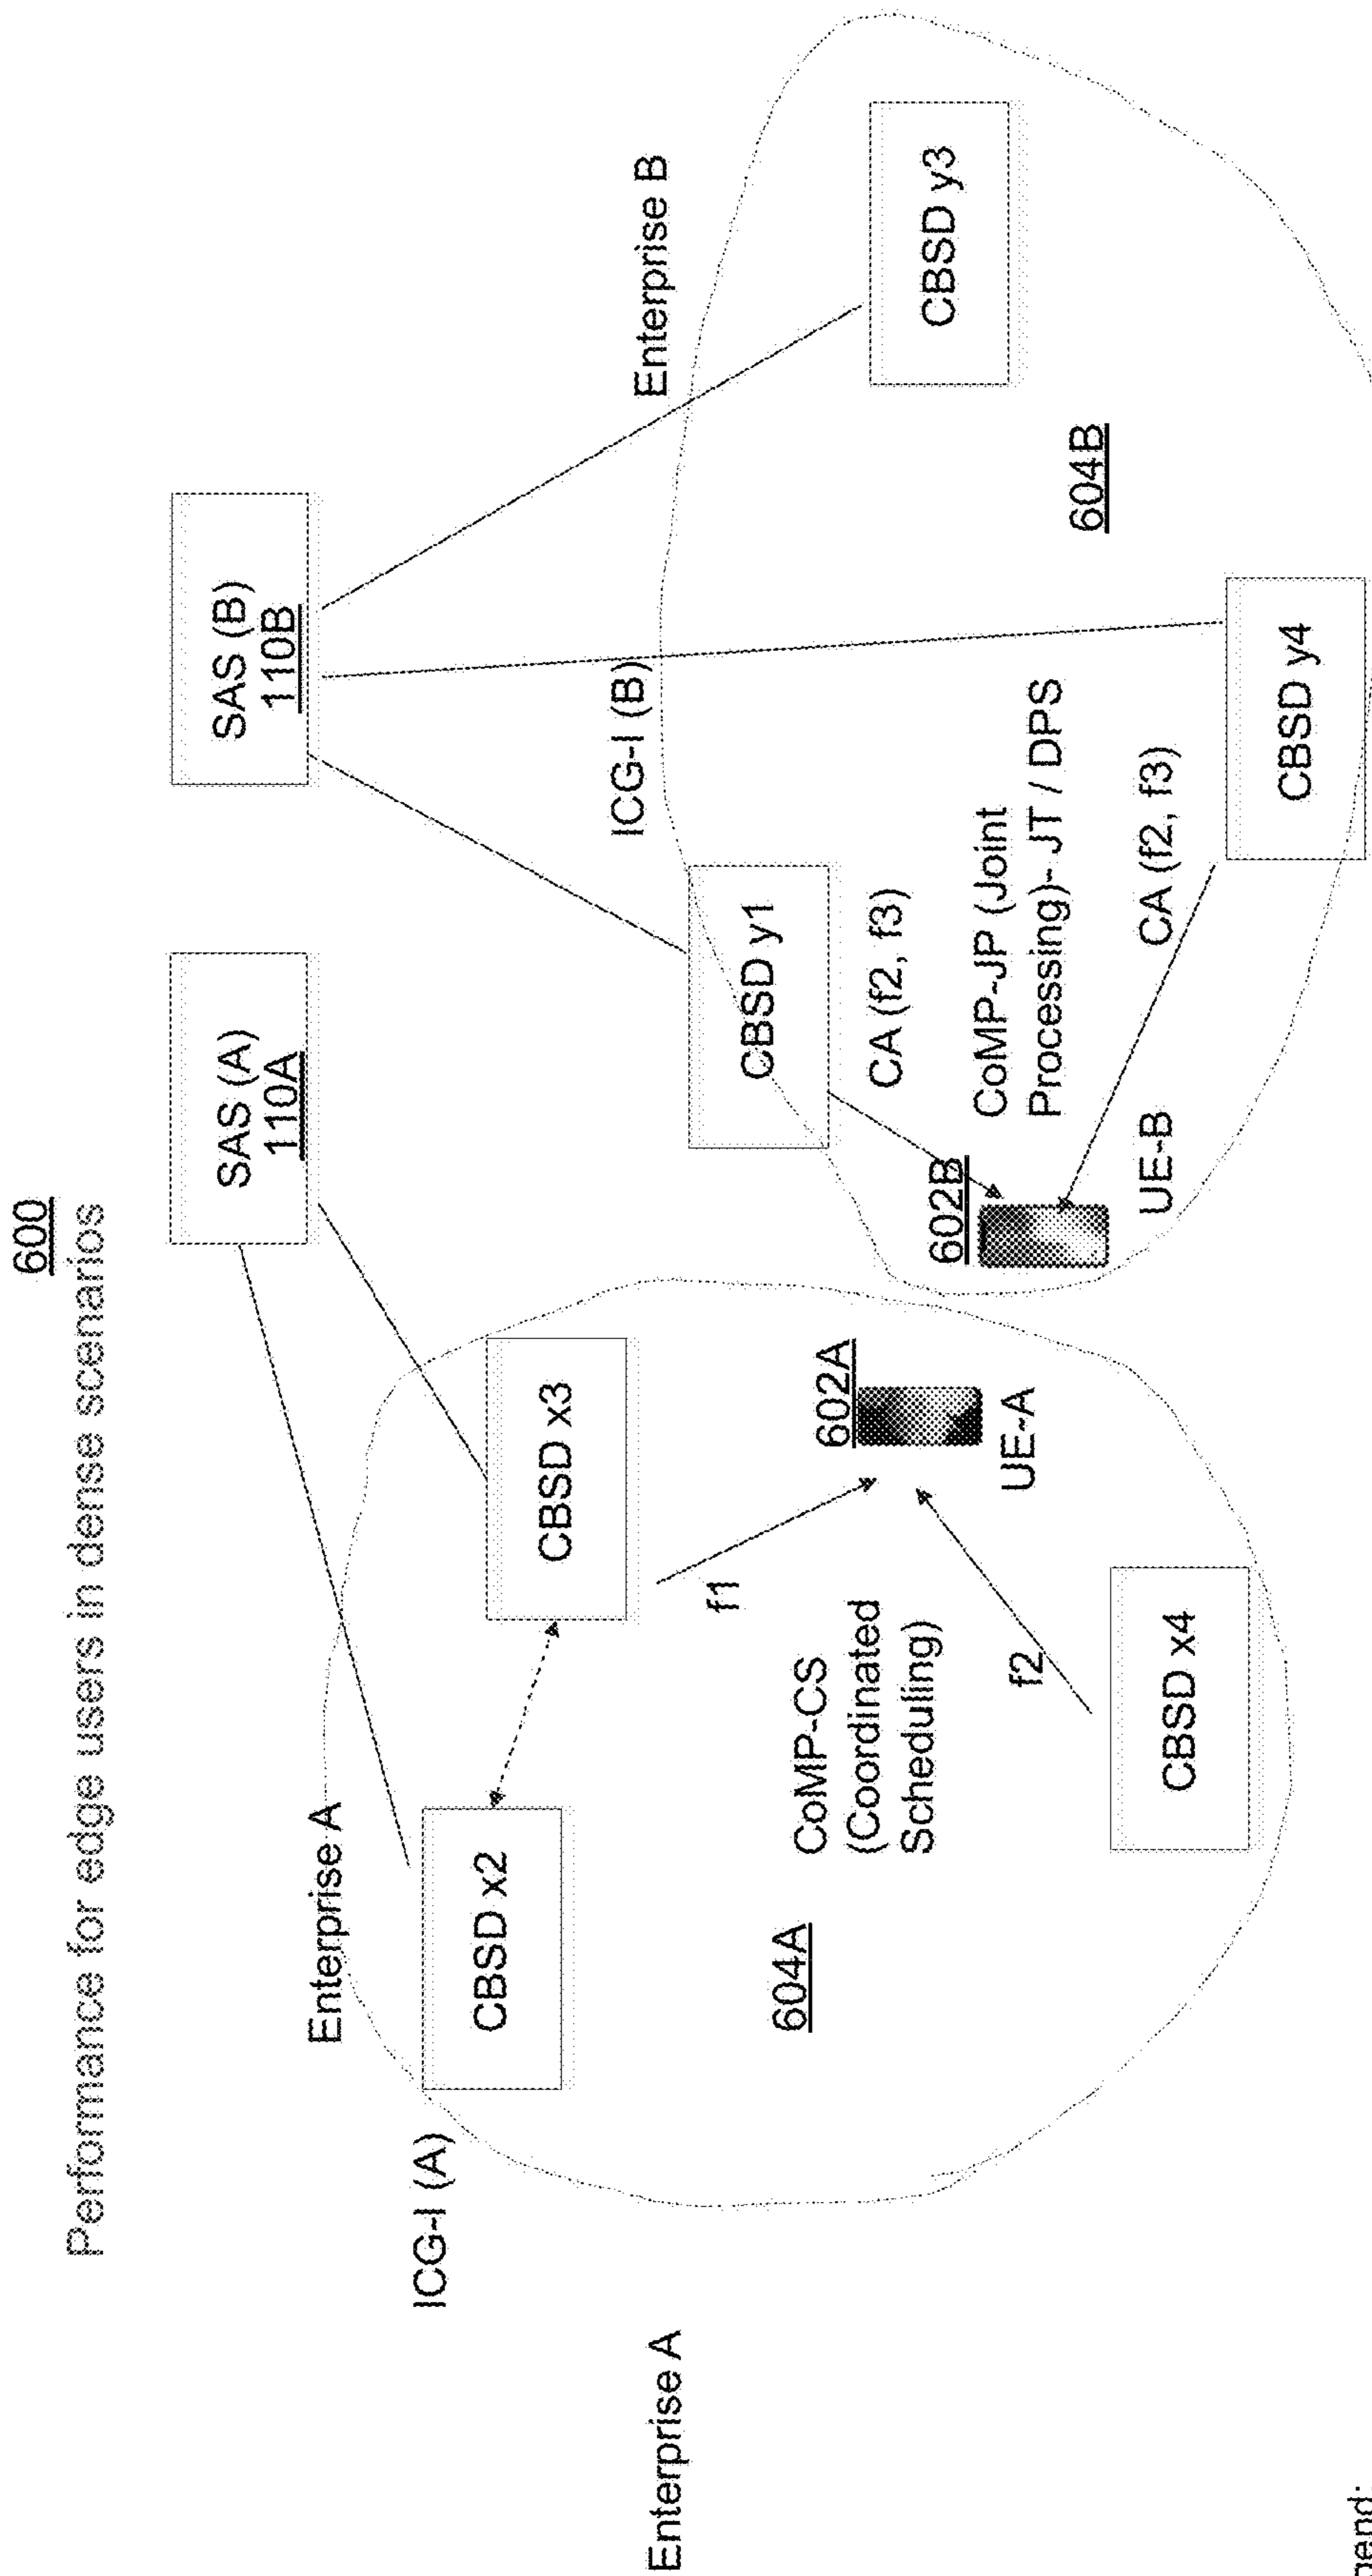 600
Performance for edge users in dense scenarios
SAS (A)
110A
SAS (B)
110B
Enterprise A
ICG-I (A)
CBSD x2
CBSD x3
f1
602A
UE-A
CoMP-CS
(Coordinated
Scheduling)
604A
f2
CBSD x4
Enterprise A
Enterprise B
ICG-I (B)
CBSD y1
CBSD y3
CA (f2, f3)
602B
UE-B
CoMP-JP (Joint
Processing)- JT / DPS
CA (f2, f3)
604B
CBSD y4